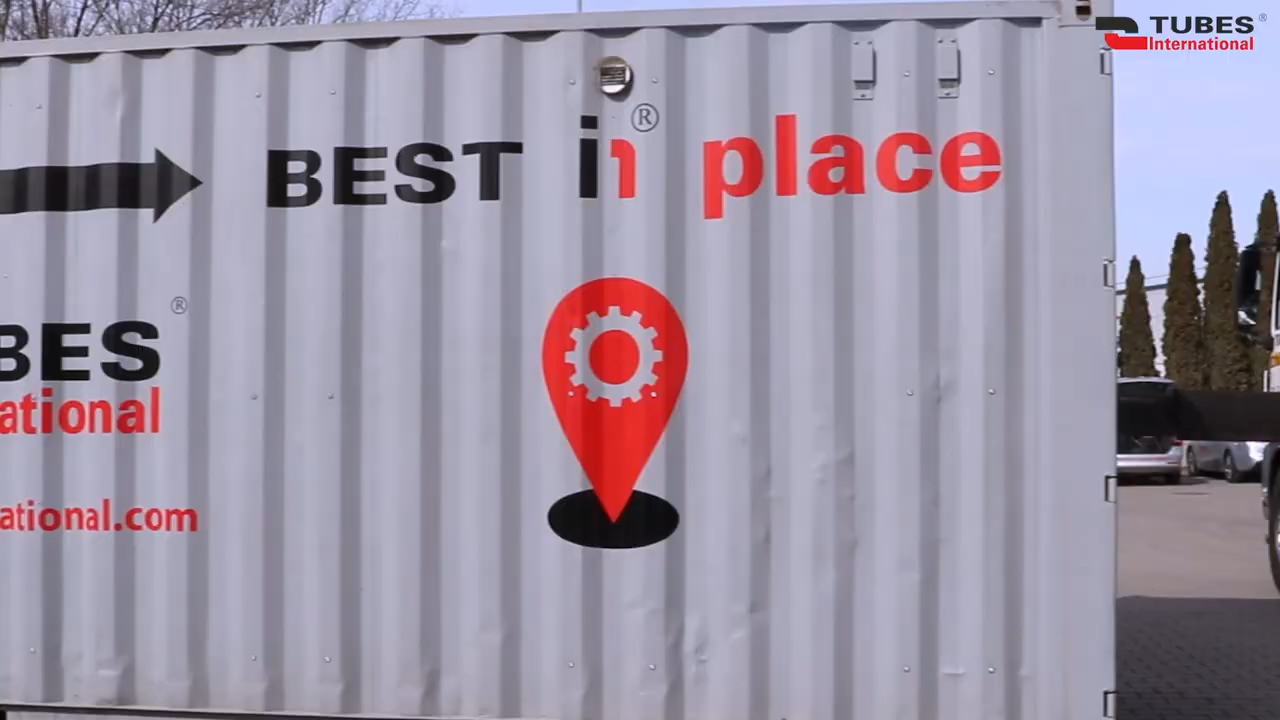 TUBES®
International
BEST in® place
BES®
ational
ational.com